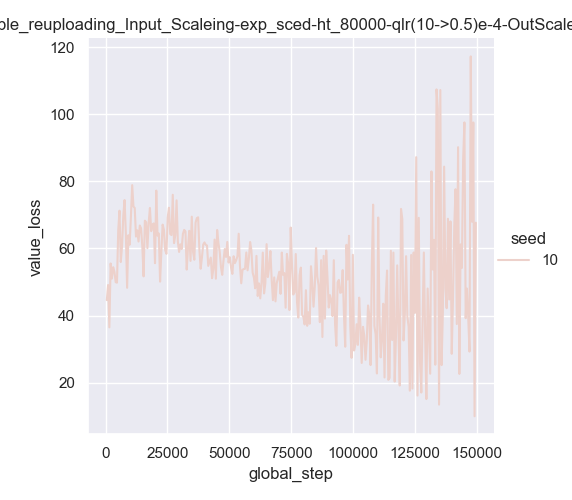 ble_reuploading_Input_Scaleing-exp_sced-ht_80000-qlr(10->0.5)e-4-OutScale
120
100
80
60
40
20
value_loss
0 25000 50000 75000 100000 125000 150000
global_step
seed
10